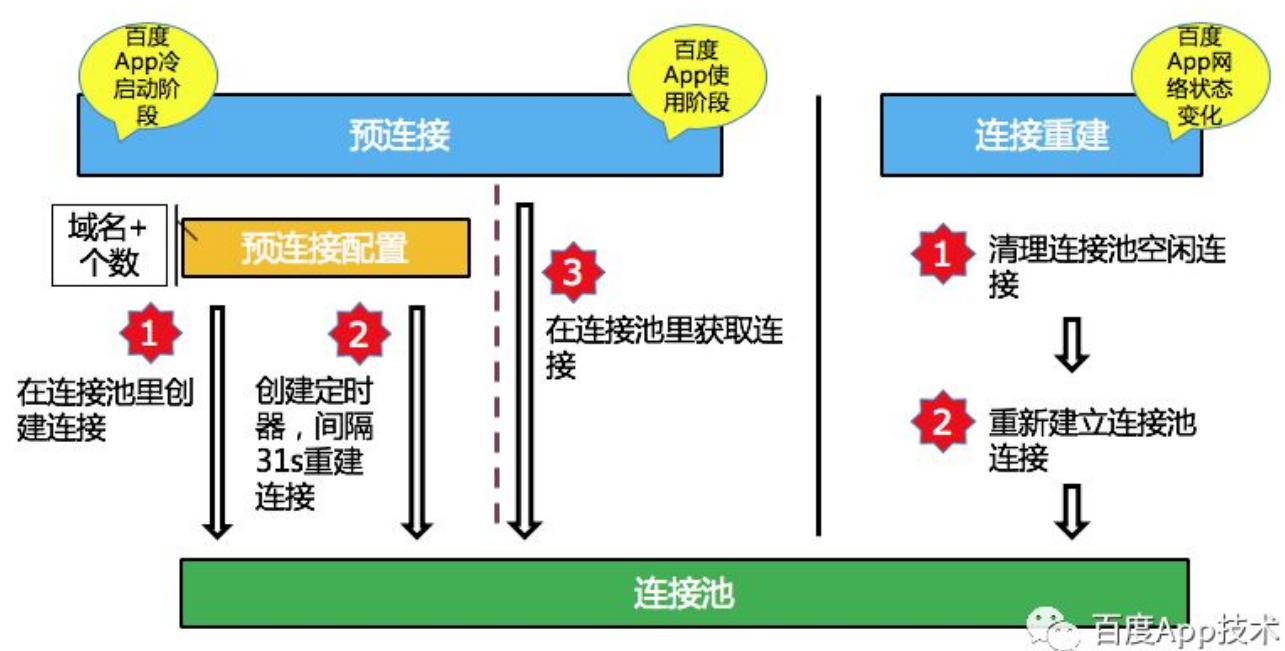 百度
App冷
启动阶
段
百度
App使
用阶段
百度
App网
络状态
变化
预连接
连接重建
域名+
个数
预连接配置
1
在连接池里创
建连接
2
创建定时
器，间隔
31s重建
连接
3
在连接池里获取连
接
1
清理连接池空闲连
接
2
重新建立连接池
连接
连接池
百度App技术